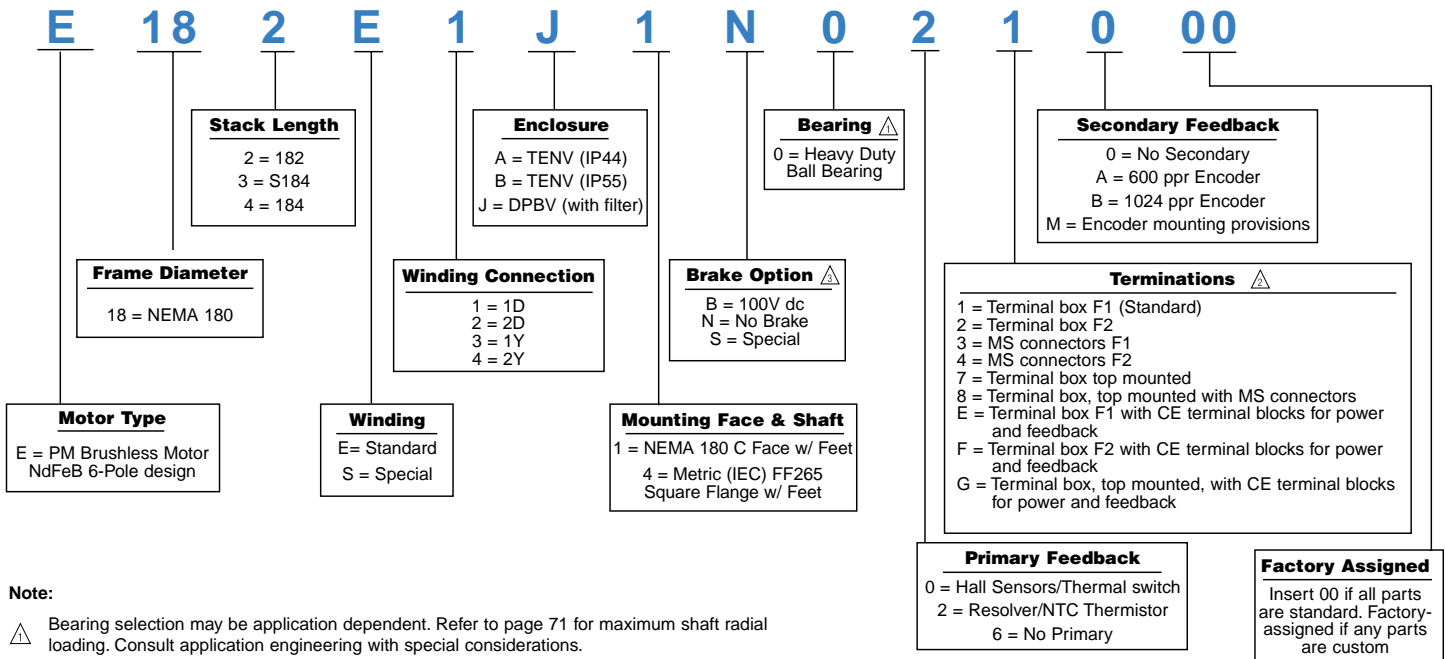 E 18 2 E 1 J 1 N 0 2 1 0 00
Stack Length
2 = 182
3 = S184
4 = 184
Enclosure
A = TENV (IP44)
B = TENV (IP55)
J = DPBV (with filter)
Bearing 1
0 = Heavy Duty
Ball Bearing
Secondary Feedback
0 = No Secondary
A = 600 ppr Encoder
B = 1024 ppr Encoder
M = Encoder mounting provisions
Frame Diameter
18 = NEMA 180
Winding Connection
1 = 1D
2 = 2D
3 = 1Y
4 = 2Y
Brake Option 3
B = 100V dc
N = No Brake
S = Special
Terminations 2
1 = Terminal box F1 (Standard)
2 = Terminal box F2
3 = MS connectors F1
4 = MS connectors F2
7 = Terminal box top mounted
8 = Terminal box, top mounted with MS connectors
E = Terminal box F1 with CE terminal blocks for power
and feedback
F = Terminal box F2 with CE terminal blocks for power
and feedback
G = Terminal box, top mounted, with CE terminal blocks
for power and feedback
Motor Type
E = PM Brushless Motor
NdFeB 6-Pole design
Winding
E= Standard
S = Special
Mounting Face & Shaft
1 = NEMA 180 C Face w/ Feet
4 = Metric (IEC) FF265
Square Flange w/ Feet
Primary Feedback
0 = Hall Sensors/Thermal switch
2 = Resolver/NTC Thermistor
6 = No Primary
Factory Assigned
Insert 00 if all parts
are standard. Factory-
assigned if any parts
are custom
Note:
1 Bearing selection may be application dependent. Refer to page 71 for maximum shaft radial
loading. Consult application engineering with special considerations.